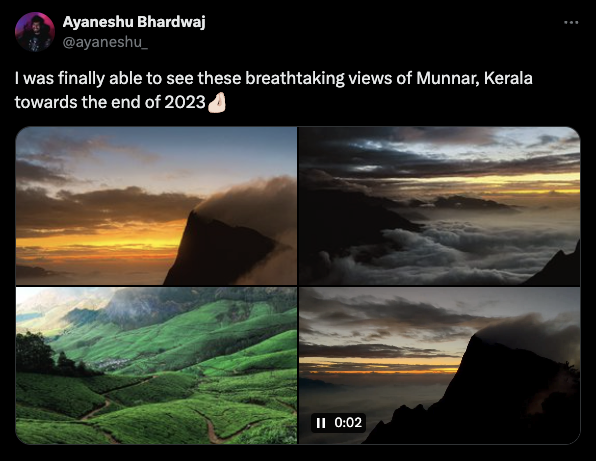 Ayaneshu Bhardwaj
@ayaneshu_
I was finally able to see these breathtaking views of Munnar, Kerala
towards the end of 2023🤌🏻
0:02